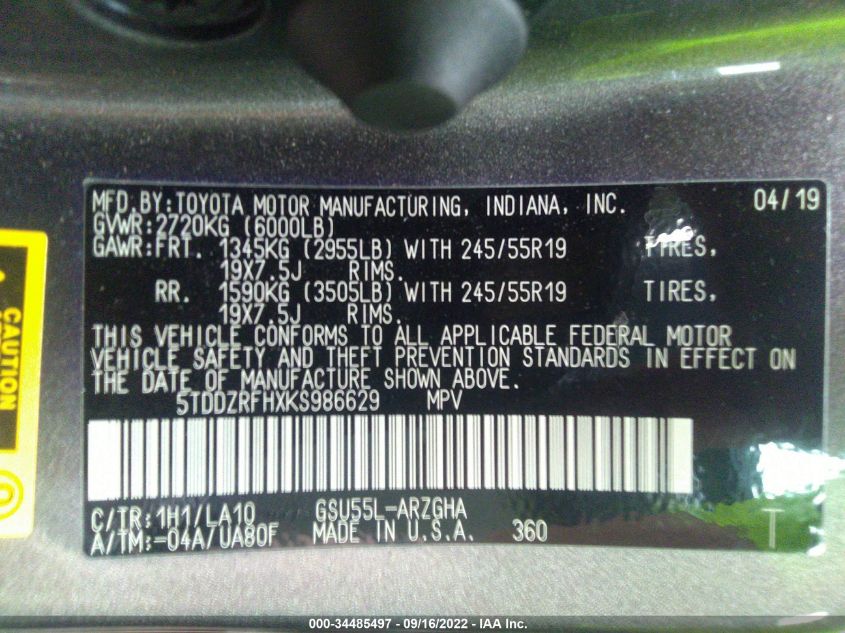 MFD.BY:TOYOTA MOTOR MANUFACTURING, INDIANA, INC. 04/19
GVWR:2720KG (6000LB)
GAWR:FRT. 1345KG (2955LB) WITH 245/55R19 TIRES,
19X7.5J RIMS.
RR. 1590KG (3505LB) WITH 245/55R19 TIRES,
19X7.5J RIMS.
THIS VEHICLE CONFORMS TO ALL APPLICABLE FEDERAL MOTOR
VEHICLE SAFETY AND THEFT PREVENTION STANDARDS IN EFFECT ON
THE DATE OF MANUFACTURE SHOWN ABOVE.
5TDDZRFHXKS986629 MPV
C/TR:1H1/LA10 GSU55L-ARZGHA
A/TM:-04A/UA80F MADE IN U.S.A. 360 T
CAUTION
000-34485497 - 09/16/2022 - IAA Inc.